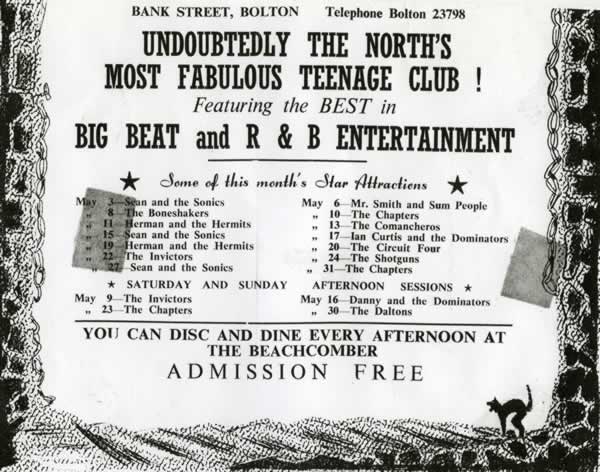 BANK STREET, BOLTON Telephone Bolton 23798
UNDOUBTEDLY THE NORTH'S
MOST FABULOUS TEENAGE CLUB !
Featuring the BEST in
BIG BEAT and R & B ENTERTAINMENT
★ Some of this month's Star Attractions ★
May 3—Sean and the Sonics
„ 8—The Boneshakers
„ 11—Herman and the Hermits
„ 15—Sean and the Sonics
„ 19—Herman and the Hermits
„ 22—The Invictors
„ 27—Sean and the Sonics
May 6—Mr. Smith and Sum People
„ 10—The Chapters
„ 13—The Comancheros
„ 17—Ian Curtis and the Dominators
„ 20—The Circuit Four
„ 24—The Shotguns
„ 31—The Chapters
★ SATURDAY AND SUNDAY AFTERNOON SESSIONS ★
May 9—The Invictors
„ 23—The Chapters
May 16—Danny and the Dominators
„ 30—The Daltons
YOU CAN DISC AND DINE EVERY AFTERNOON AT
THE BEACHCOMBER
ADMISSION FREE